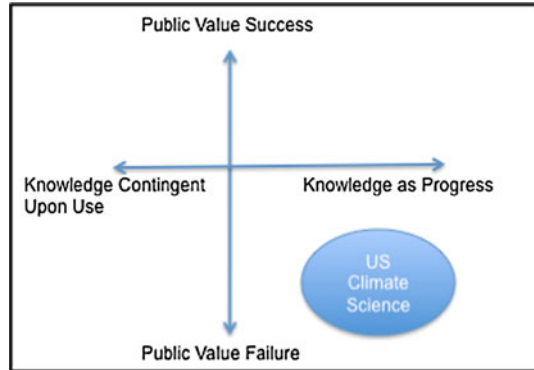 Public Value Success
Knowledge Contingent
Upon Use
Knowledge as Progress
US
Climate
Science
Public Value Failure